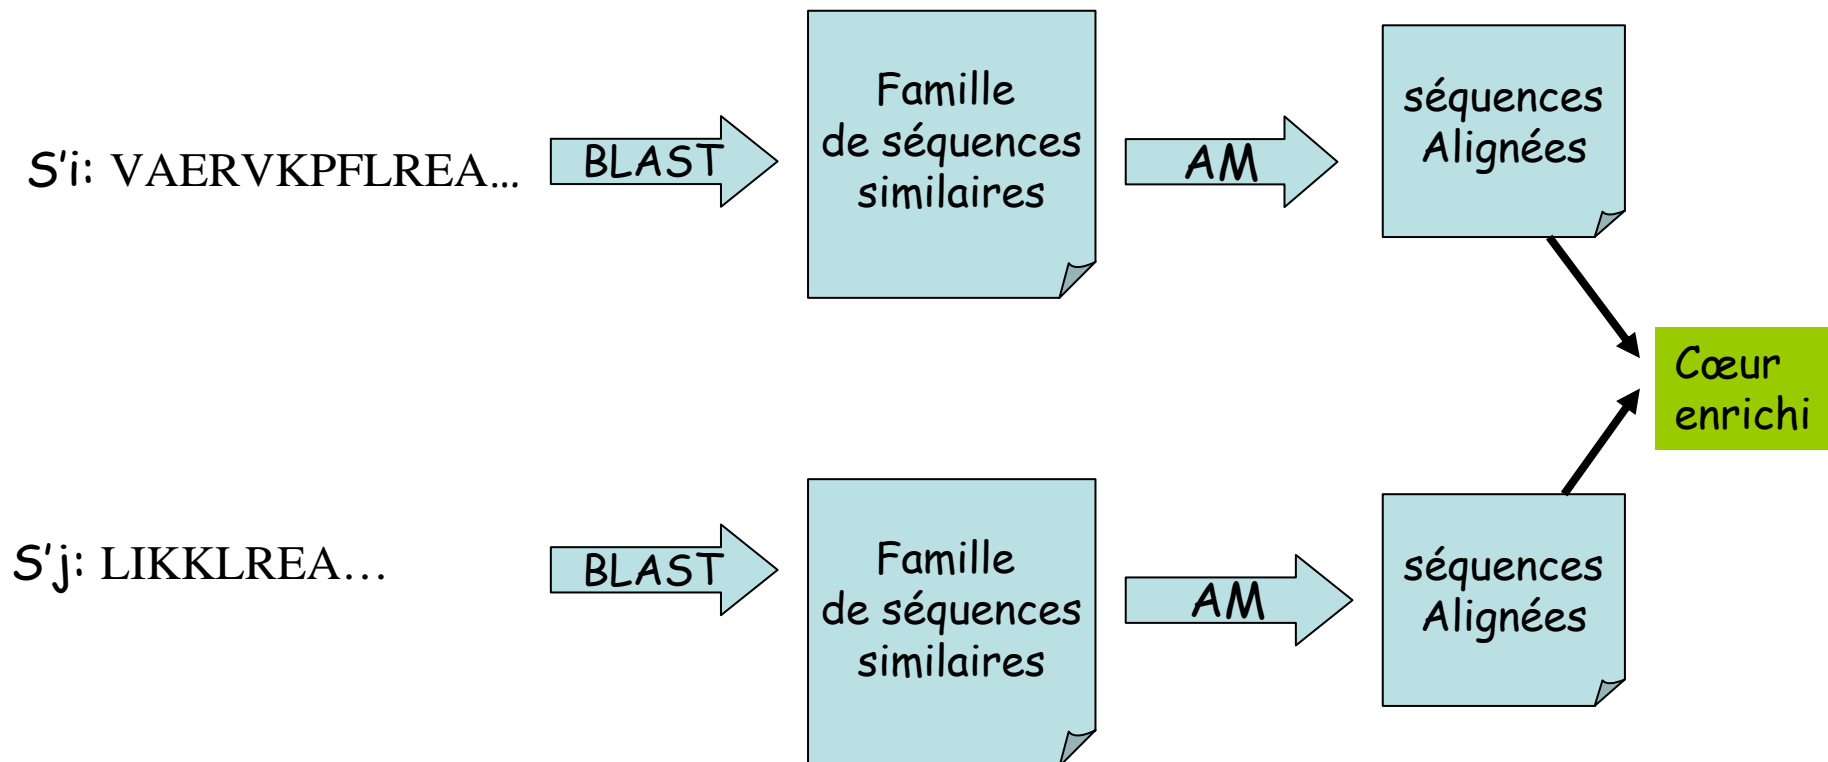 S'i: VAERVKPFLREA...
BLAST
Famille
de séquences
similaires
AM
séquences
Alignées
Cœur
enrichi
S'j: LIKKLREA...
BLAST
Famille
de séquences
similaires
AM
séquences
Alignées